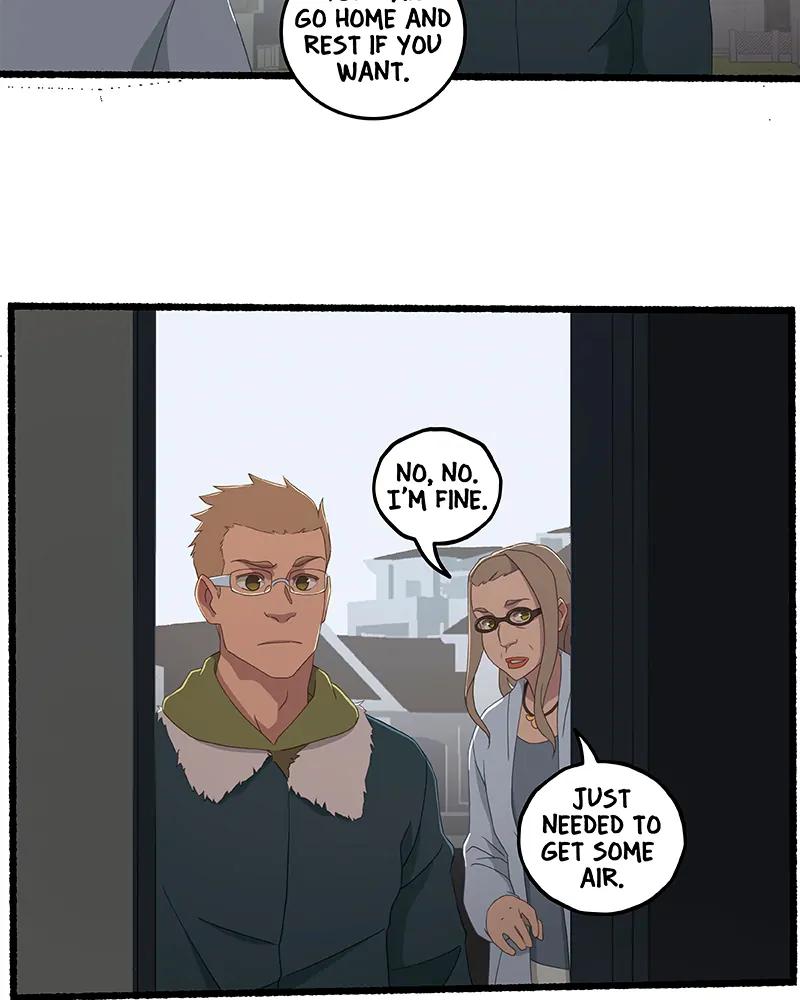 GO HOME AND
REST IF YOU
WANT.
NO, NO.
I'M FINE.
JUST
NEEDED TO
GET SOME
AIR.